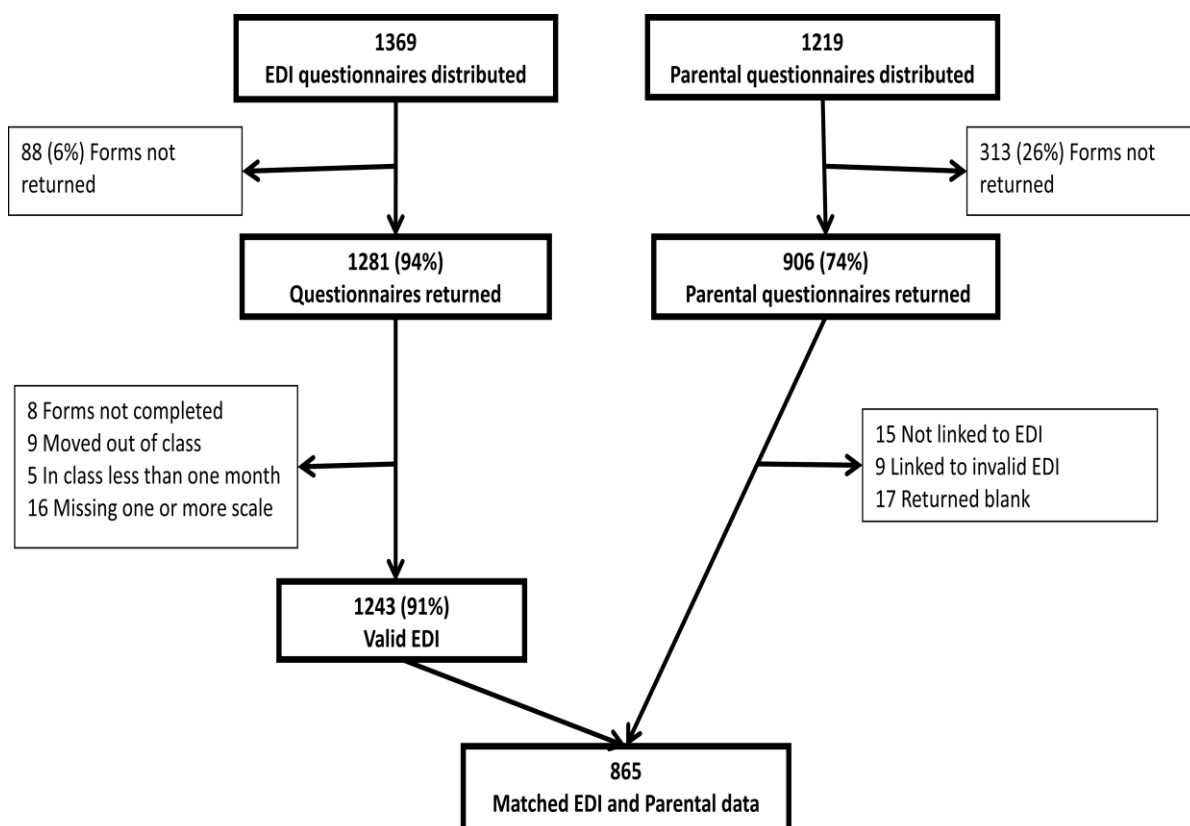 1369
EDI questionnaires distributed
1219
Parental questionnaires distributed
88 (6%) Forms not
returned
313 (26%) Forms not
returned
1281 (94%)
Questionnaires returned
906 (74%)
Parental questionnaires returned
8 Forms not completed
9 Moved out of class
5 In class less than one month
16 Missing one or more scale
15 Not linked to EDI
9 Linked to invalid EDI
17 Returned blank
1243 (91%)
Valid EDI
865
Matched EDI and Parental data